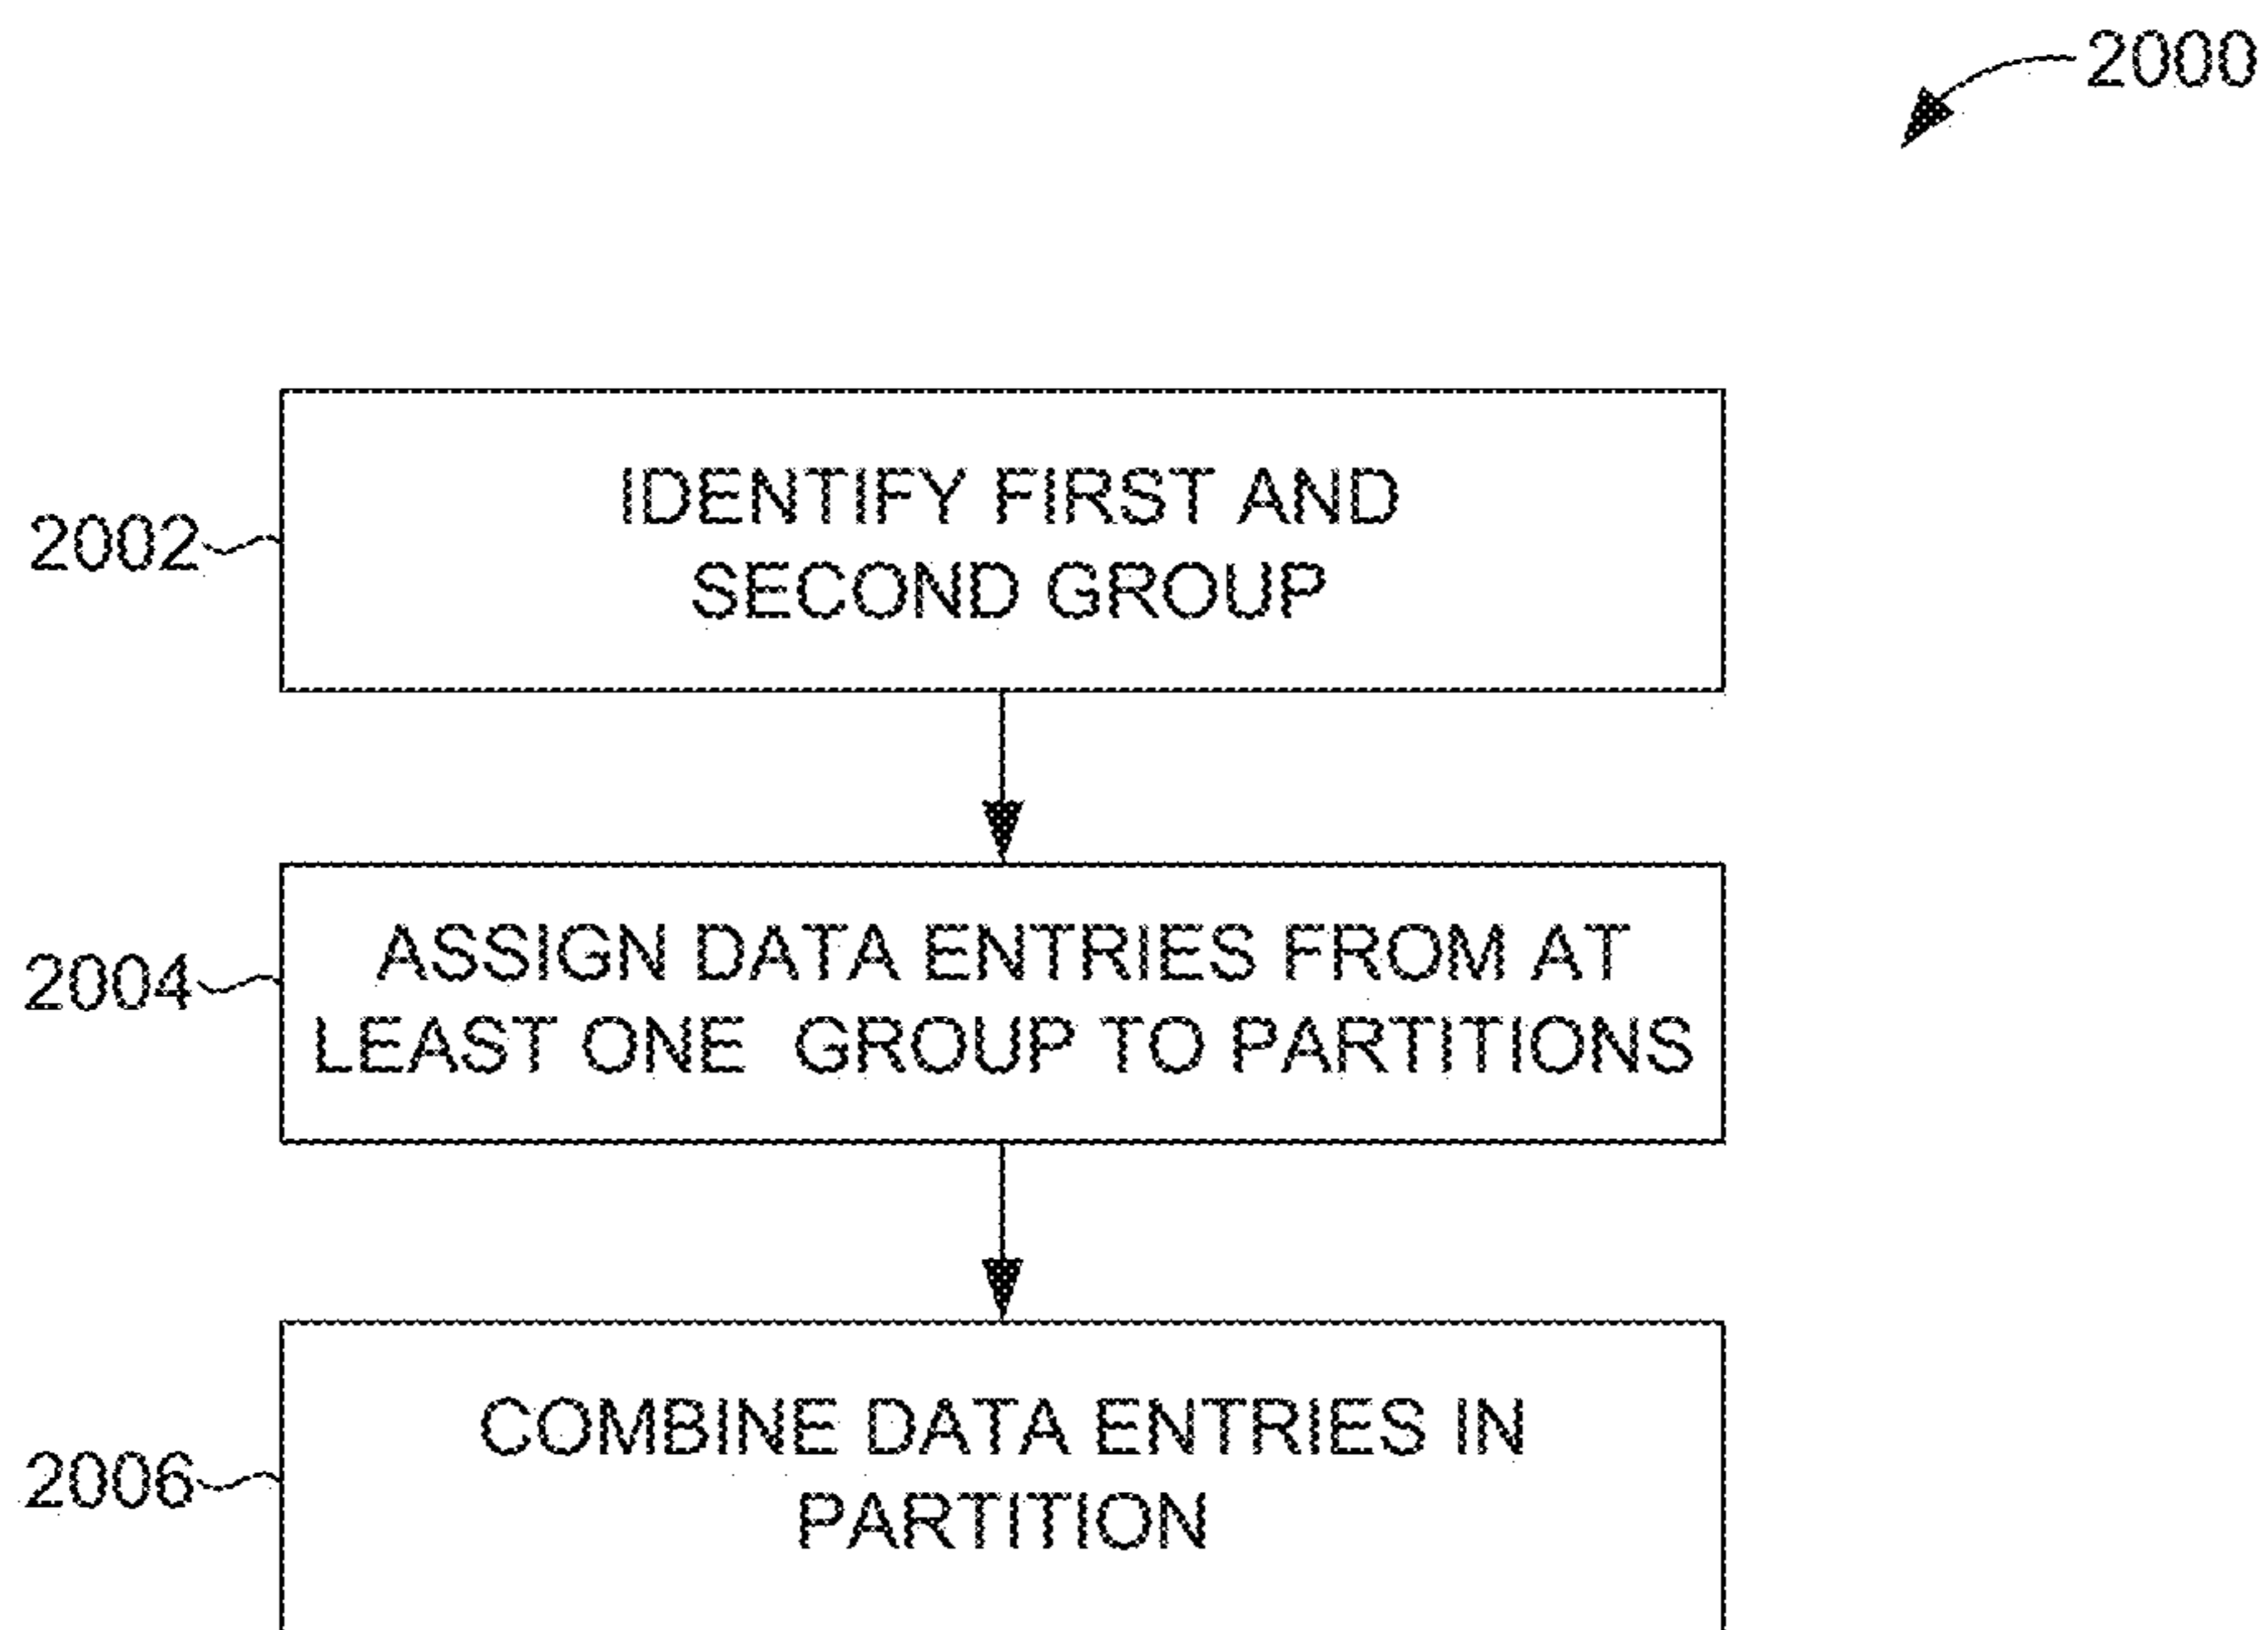 2000
2002
IDENTIFY FIRST AND
SECOND GROUP
2004
ASSIGN DATA ENTRIES FROM AT
LEAST ONE GROUP TO PARTITIONS
2006
COMBINE DATA ENTRIES IN
PARTITION